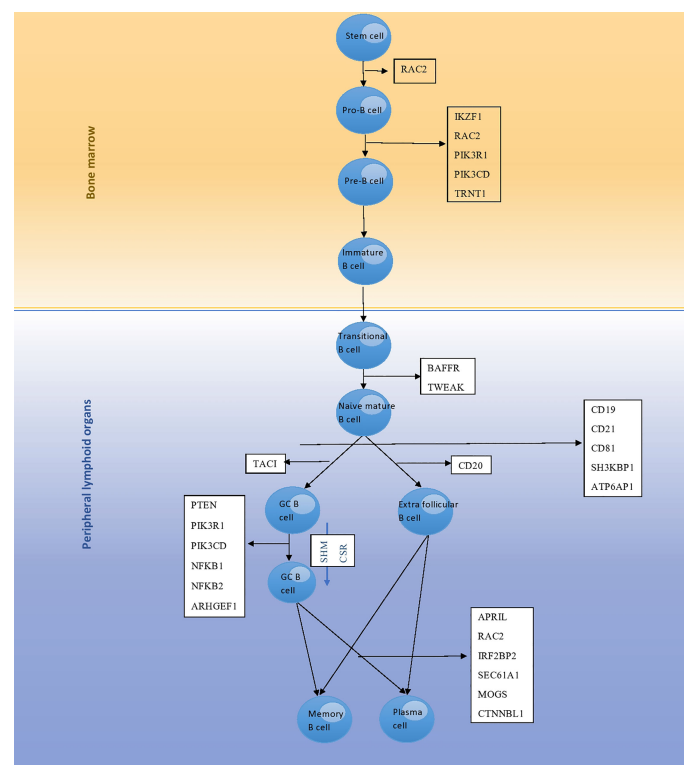 Stem cell
RAC2
Pro-B cell
Bone marrow
IKZF1
RAC2
PIK3R1
PIK3CD
TRNT1
Pre-B cell
Immature
B cell
Transitional
B cell
BAFFR
TWEAK
Naive mature
B cell
CD19
CD21
CD81
SH3KBP1
ATP6AP1
TACI
CD20
Peripheral lymphoid organs
GC B
cell
Extra follicular
B cell
PTEN
PIK3R1
PIK3CD
NFKB1
NFKB2
ARHGEF1
SHM
CSR
GC B
cell
APRIL
RAC2
IRF2BP2
SEC61A1
MOGS
CTNNBL1
Memory
B cell
Plasma
cell